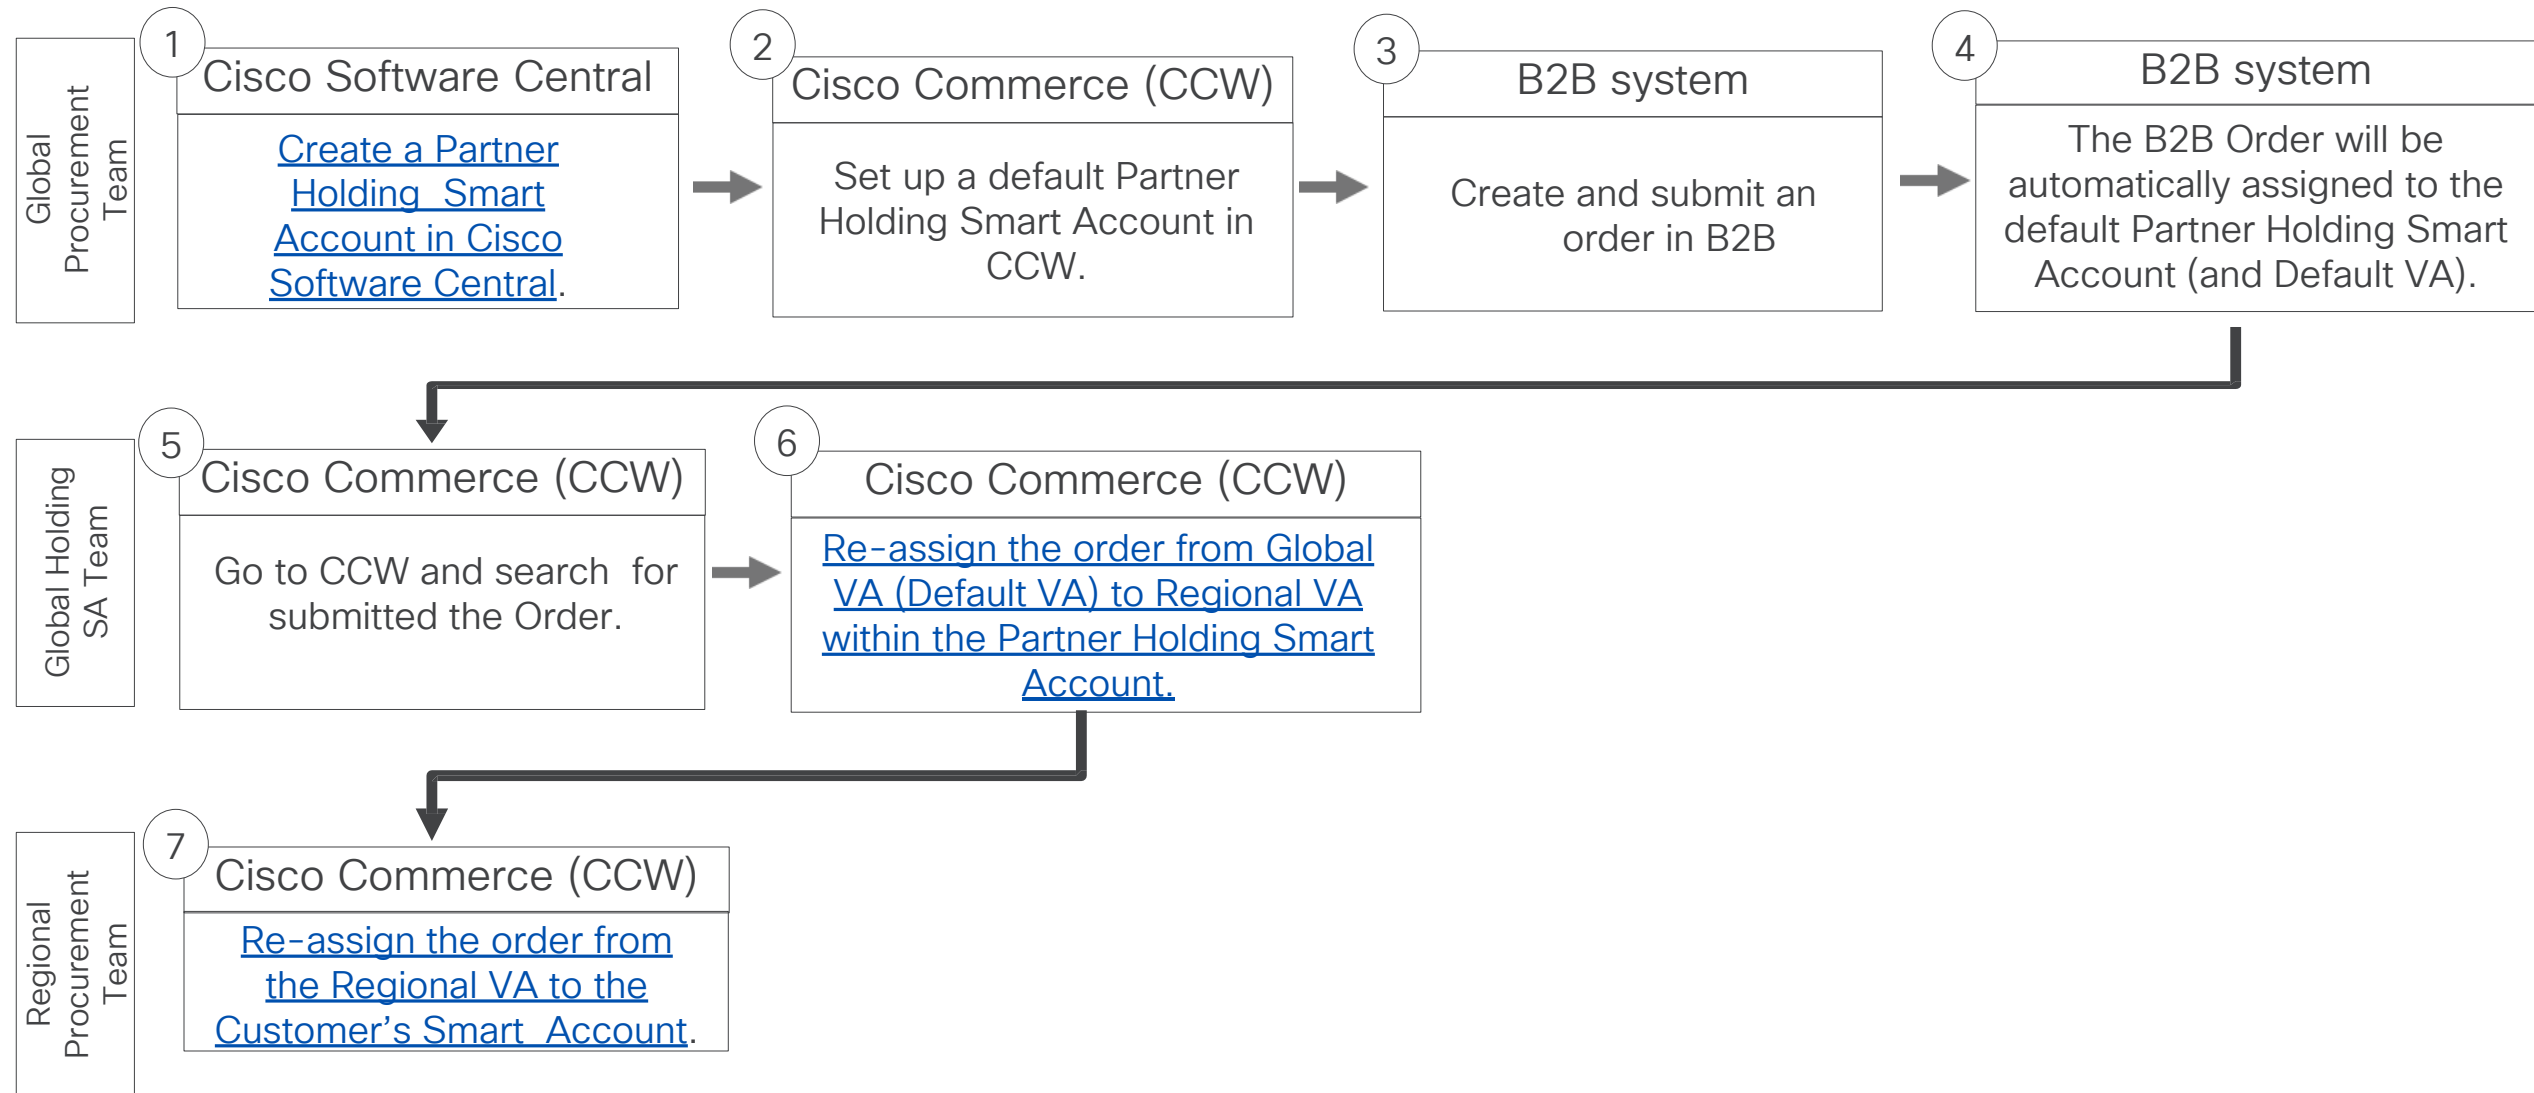 Global
Procurement
Team
1
Cisco Software Central
Create a Partner
Holding  Smart
Account in Cisco
Software Central.
2
Cisco Commerce (CCW)
Set up a default Partner
Holding Smart Account in
CCW.
3
B2B system
Create and submit an
order in B2B
4
B2B system
The B2B Order will be
automatically assigned to the
default Partner Holding Smart
Account (and Default VA).
Global Holding
SA Team
5
Cisco Commerce (CCW)
Go to CCW and search  for
submitted the Order.
6
Cisco Commerce (CCW)
Re-assign the order from Global
VA (Default VA) to Regional VA
within the Partner Holding Smart
Account.
Regional
Procurement
Team
7
Cisco Commerce (CCW)
Re-assign the order from
the Regional VA to the
Customer’s Smart  Account.